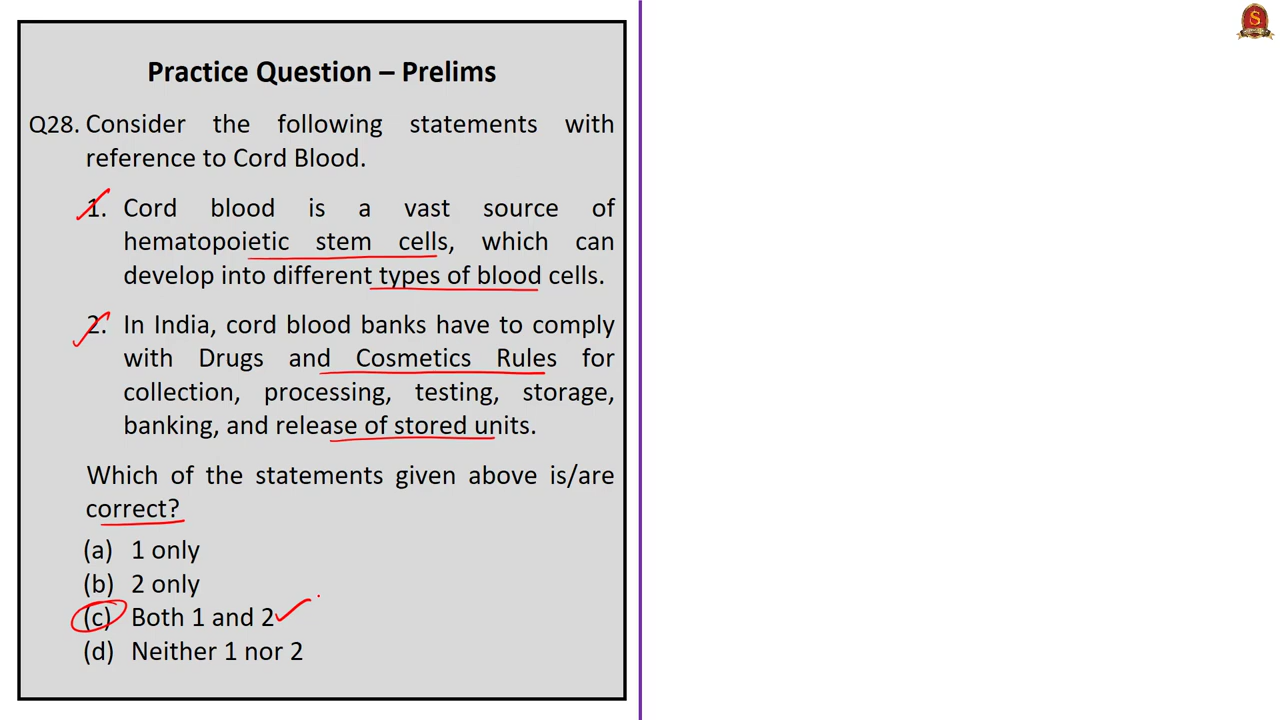 Practice Question – Prelims
Q28. Consider the following statements with
reference to Cord Blood.
1. Cord blood is a vast source of
hematopoietic stem cells, which can
develop into different types of blood cells.
2. In India, cord blood banks have to comply
with Drugs and Cosmetics Rules for
collection, processing, testing, storage,
banking, and release of stored units.
Which of the statements given above is/are
correct?
(a) 1 only
(b) 2 only
(c) Both 1 and 2
(d) Neither 1 nor 2
S